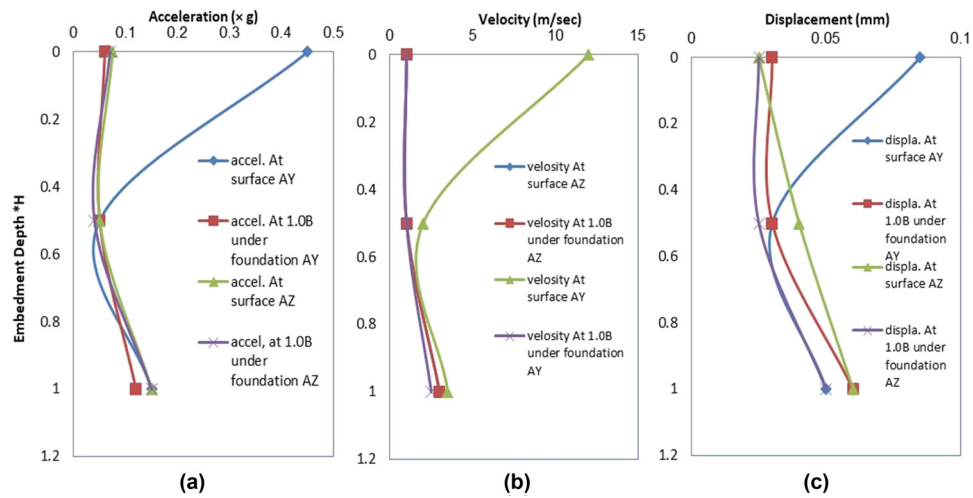 Acceleration (× g)
0 0.1 0.2 0.3 0.4 0.5
0
0.2
0.4
0.6
0.8
1
1.2
Embedment Depth *H
accel. At
surface AY
accel. At 1.0B
under
foundation AY
accel. At
surface AZ
accel, at 1.0B
under
foundation AZ
(a)
Velocity (m/sec)
0 5 10 15
0
0.2
0.4
0.6
0.8
1
1.2
velosity At
surface AZ
velosity At 1.0B
under foundation
AZ
velosity At
surface AY
velosity At 1.0B
under foundation
AY
(b)
Displacement (mm)
0 0.05 0.1
0
0.2
0.4
0.6
0.8
1
1.2
displa. At
surface AY
displa. At
1.0B under
foundation
AY
displa. At
surface AZ
displa. At
1.0B under
foundation
AZ
(c)